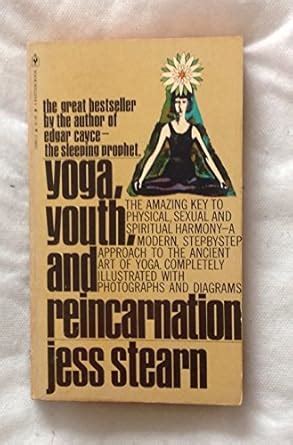 the great bestseller
by the author of
edgar cayce—
the sleeping prophet.
yoga,
youth,
and
reincarnation
THE AMAZING KEY TO
PHYSICAL, SEXUAL AND
SPIRITUAL HARMONY—A
MODERN, STEP-BY-STEP
APPROACH TO THE ANCIENT
ART OF YOGA. COMPLETELY
ILLUSTRATED WITH
PHOTOGRAPHS AND DIAGRAMS
jess stearn